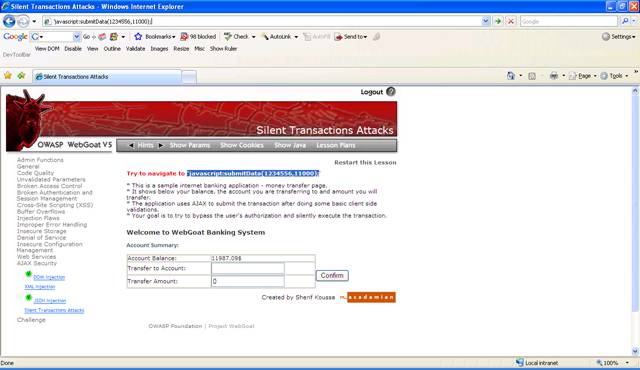 Silent Transactions Attacks - Windows Internet Explorer
'javascript:submitData(1234556,11000);
Google
Google
Go
Bookmarks
98 blocked
Check
AutoLink
AutoFill
Send to
Settings
View DOM Disable View Outline Validate Images Resize Misc Show Ruler
DevToolBar
Silent Transactions Attacks
Page Tools
Logout ?
Silent Transactions Attacks
OWASP WebGoat V5
Hints Show Params Show Cookies Show Java Lesson Plans
Restart this Lesson
Admin Functions
General
Code Quality
Unvalidated Parameters
Broken Access Control
Broken Authentication and
Session Management
Cross-Site Scripting (XSS)
Buffer Overflows
Injection Flaws
Improper Error Handling
Insecure Storage
Denial of Service
Insecure Configuration
Management
Web Services
AJAX Security
DOM Injection
XML Injection
JSON Injection
Silent Transactions Attacks
Challenge
Try to navigate to 'javascript:submitData(1234556,11000);
* This is a sample internet banking application - money transfer page.
* It shows below your balance, the account you are transferring to and amount you will
transfer.
* The application uses AJAX to submit the transaction after doing some basic client side
validations.
* Your goal is to try to bypass the user's authorization and silently execute the transaction.
Welcome to WebGoat Banking System
Account Summary:
Account Balance: 11987.09$
Transfer to Account:
Transfer Amount: 0
Confirm
Created by Sherif Koussa macadamian
OWASP Foundation | Project WebGoat
Done
Local intranet
100%